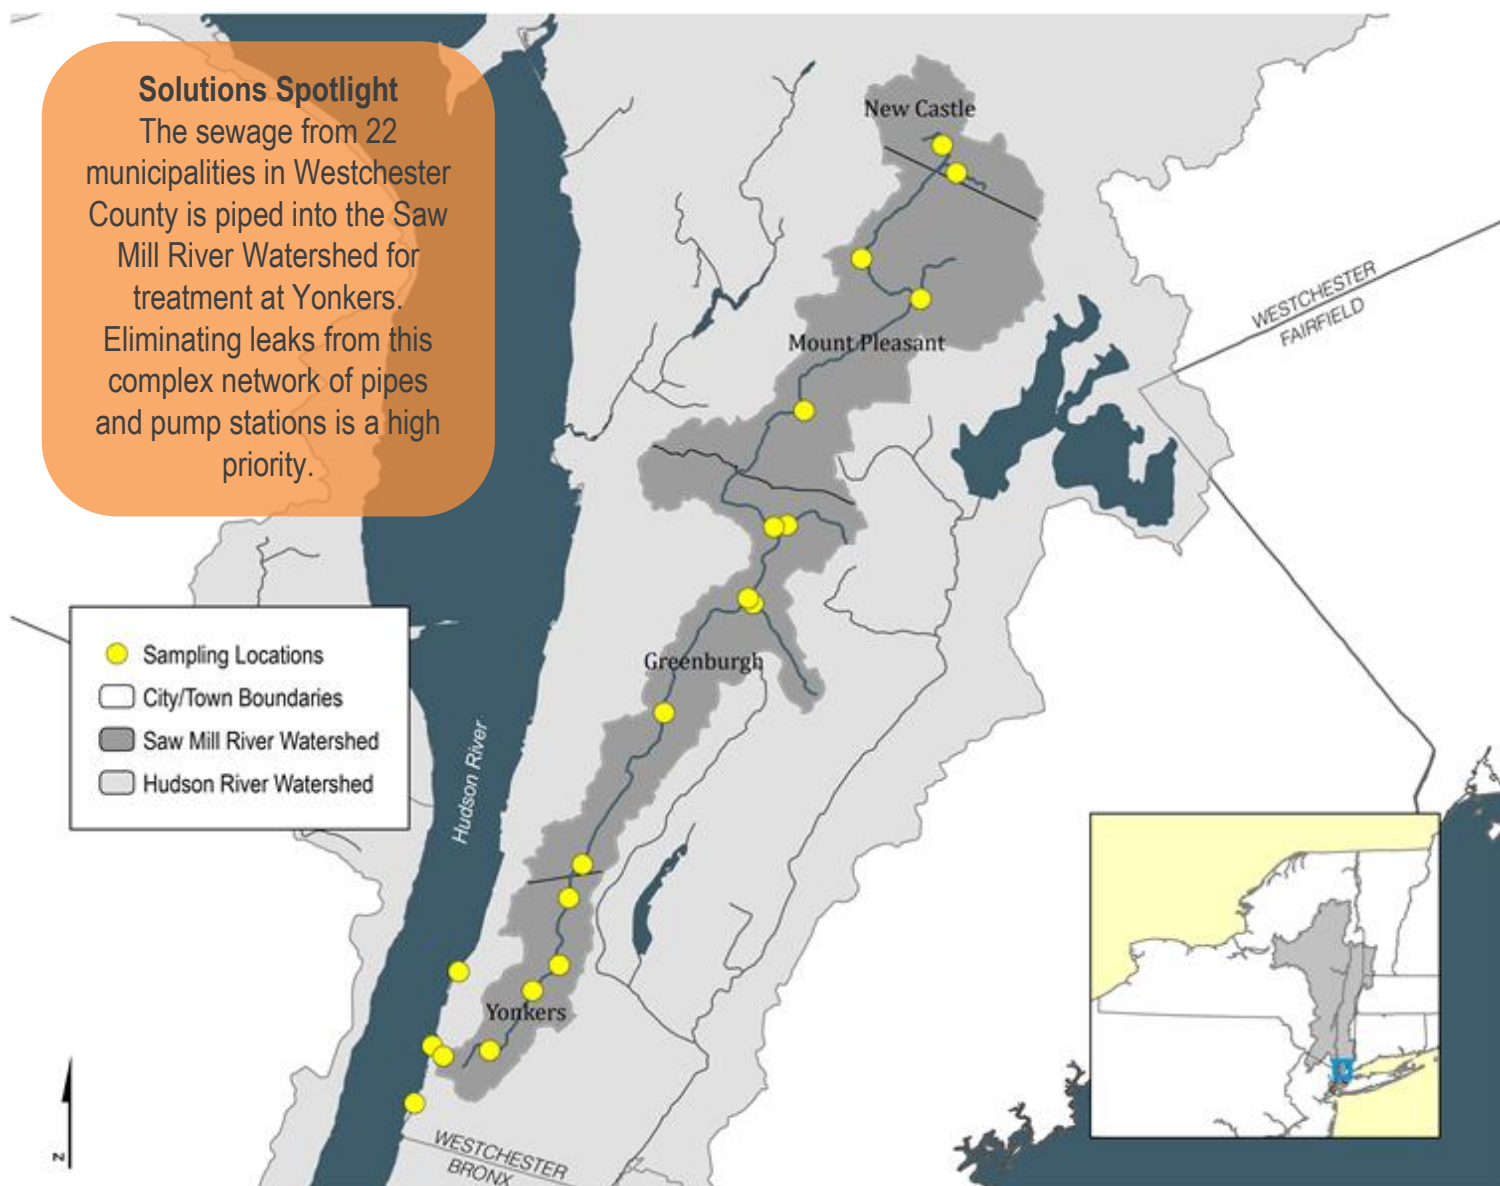 Solutions Spotlight
The sewage from 22
municipalities in Westchester
County is piped into the Saw
Mill River Watershed for
treatment at Yonkers.
Eliminating leaks from this
complex network of pipes
and pump stations is a high
priority.
New Castle
WESTCHESTER
FAIRFIELD
Mount Pleasant
Sampling Locations
City/Town Boundaries
Saw Mill River Watershed
Hudson River Watershed
Greenburgh
Hudson River
Yonkers
WESTCHESTER
BRONX
N